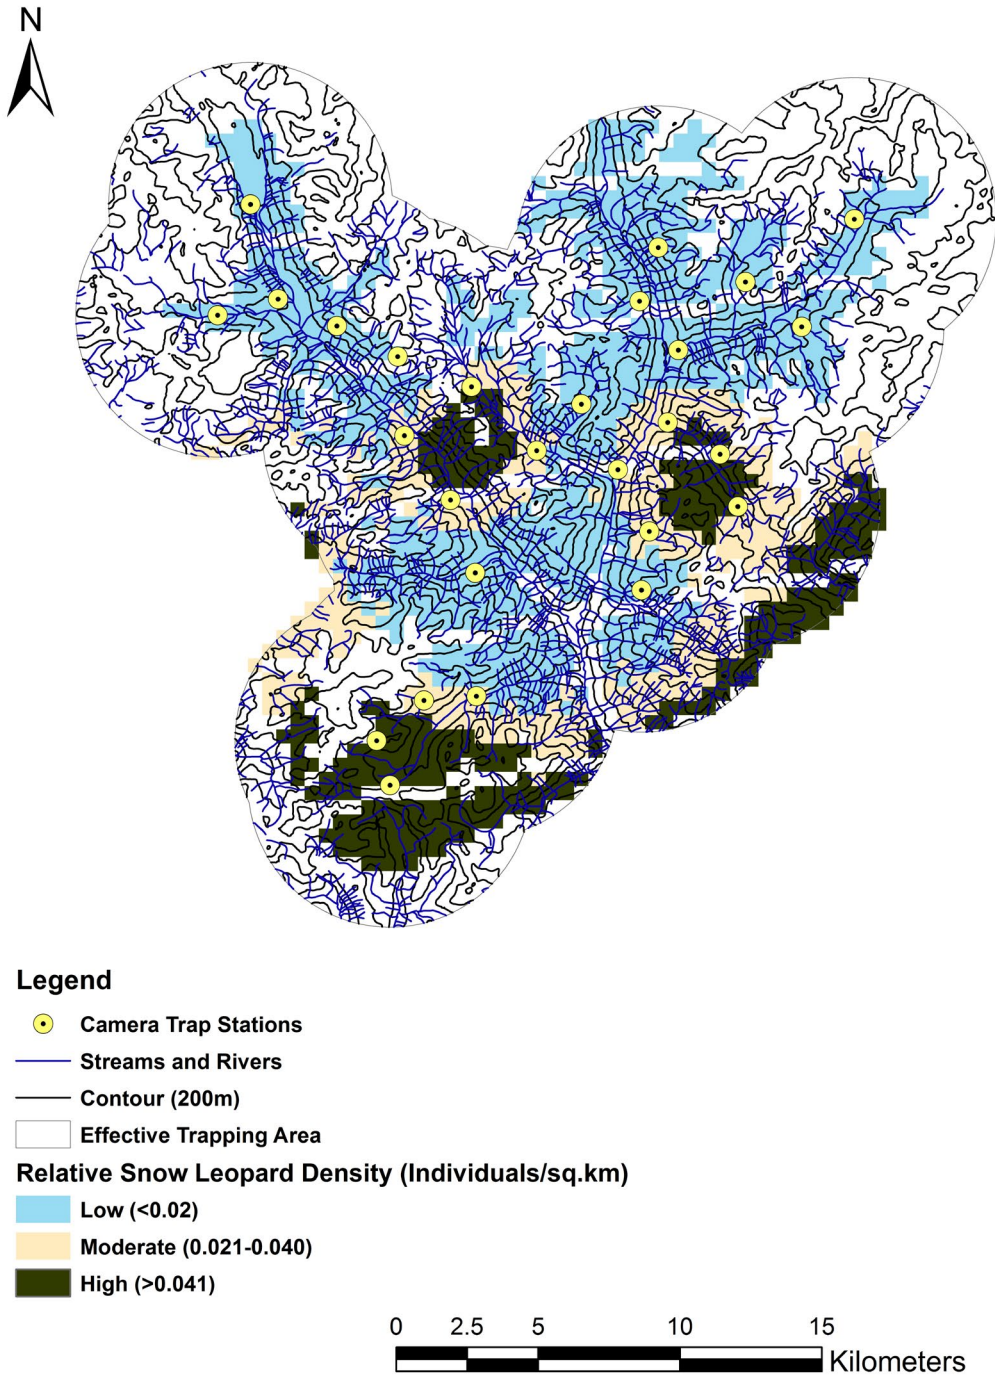 N
Legend
Camera Trap Stations
Streams and Rivers
Contour (200m)
Effective Trapping Area
Relative Snow Leopard Density (Individuals/sq.km)
Low (<0.02)
Moderate (0.021-0.040)
High (>0.041)
0 2.5 5 10 15
Kilometers